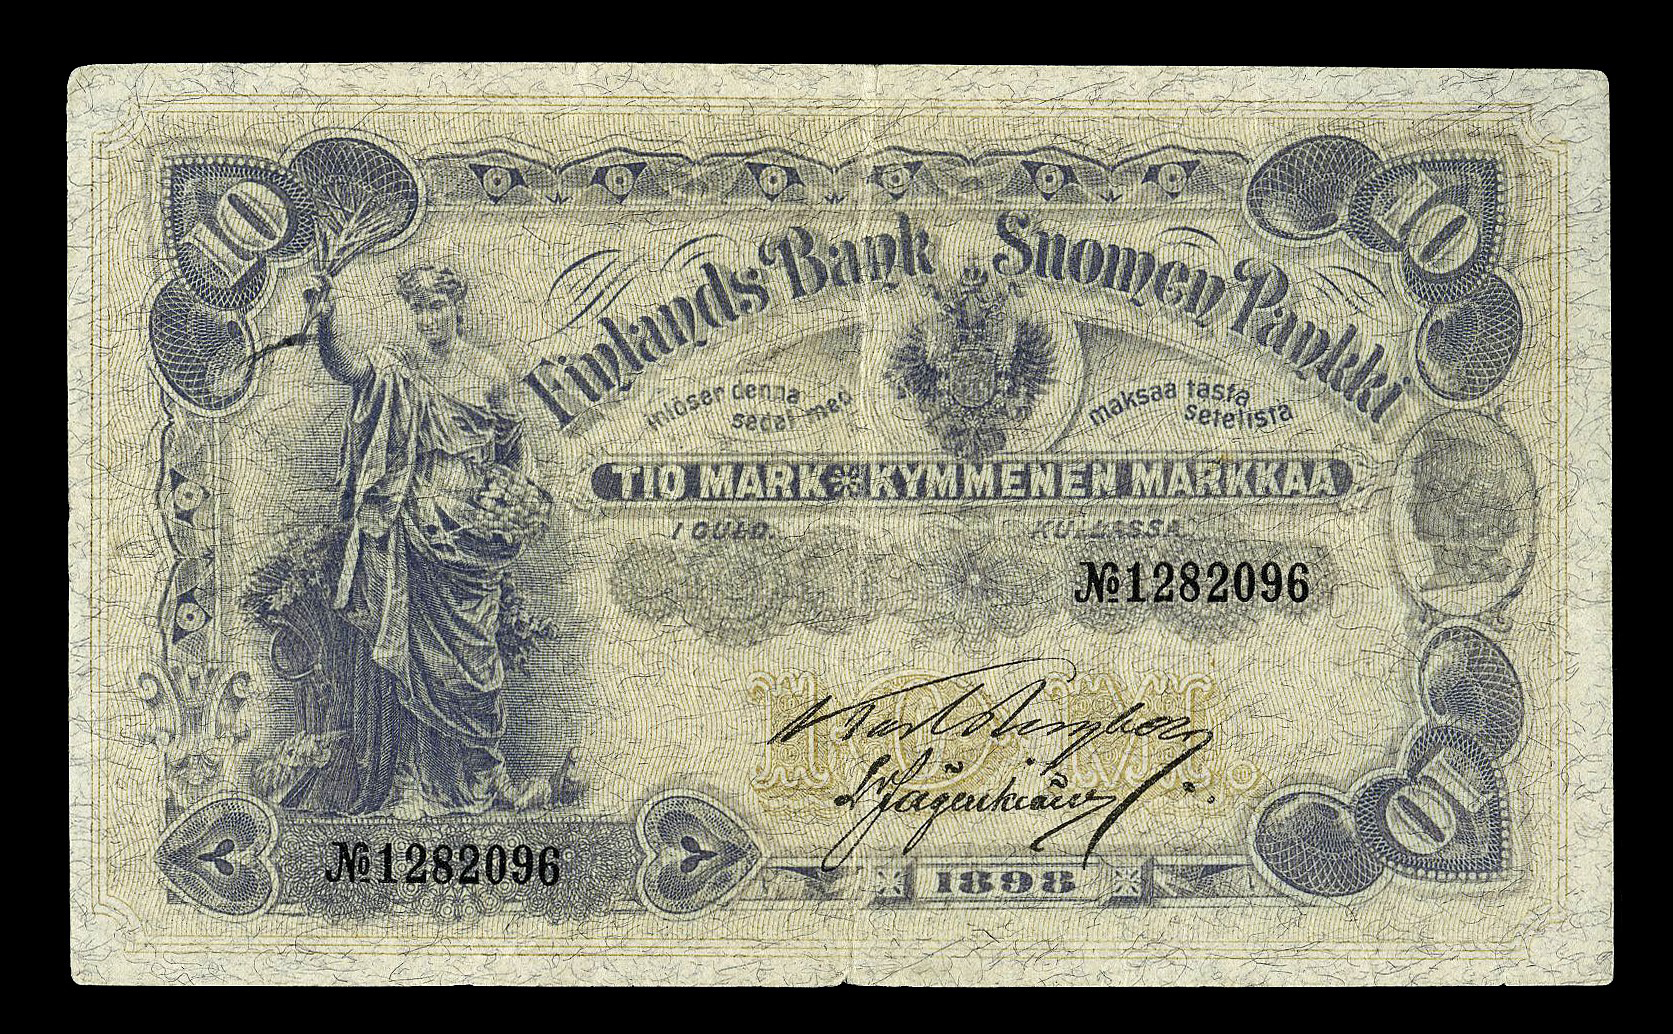 10
10
Finlands Bank Suomen Pankki
inlöser denna
sedel med
maksaa tästä
setelistä
TIO MARK KYMMENEN MARKKAA
I GULD. KULLASSA.
№1282096
10 M.
№1282096
1898
10